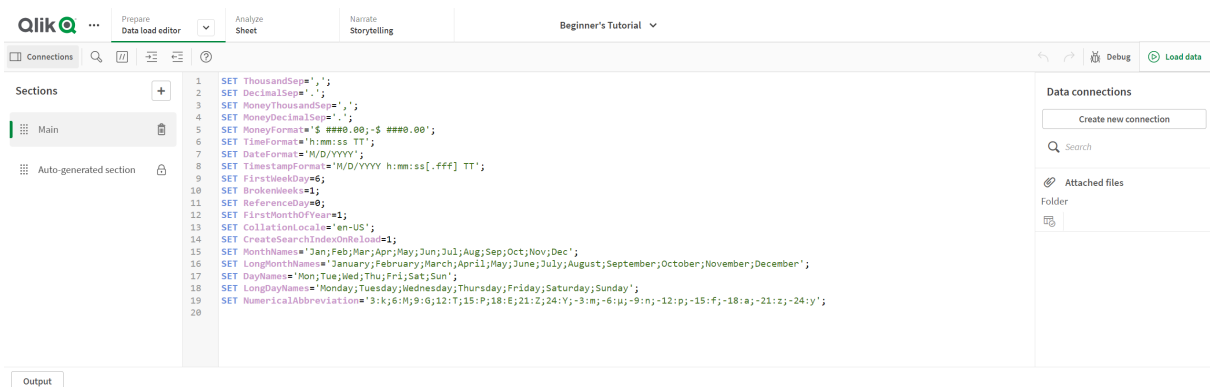 Qlik
Prepare
Data load editor
Analyze
Sheet
Narrate
Storytelling
Beginner's Tutorial
Connections
Debug
Load data
Sections
Main
Auto-generated section
1 SET ThousandSep=',';
2 SET DecimalSep='.';
3 SET MoneyThousandSep=',';
4 SET MoneyDecimalSep='.';
5 SET MoneyFormat='$ ###0.00;-$ ###0.00';
6 SET TimeFormat='h:mm:ss TT';
7 SET DateFormat='M/D/YYYY';
8 SET TimestampFormat='M/D/YYYY h:mm:ss[.fff] TT';
9 SET FirstWeekDay=6;
10 SET BrokenWeeks=1;
11 SET ReferenceDay=0;
12 SET FirstMonthOfYear=1;
13 SET CollationLocale='en-US';
14 SET CreateSearchIndexOnReload=1;
15 SET MonthNames='Jan;Feb;Mar;Apr;May;Jun;Jul;Aug;Sep;Oct;Nov;Dec';
16 SET LongMonthNames='January;February;March;April;May;June;July;August;September;October;November;December';
17 SET DayNames='Mon;Tue;Wed;Thu;Fri;Sat;Sun';
18 SET LongDayNames='Monday;Tuesday;Wednesday;Thursday;Friday;Saturday;Sunday';
19 SET NumericalAbbreviation='3:k;6:M;9:G;12:T;15:P;18:E;21:Z;24:Y;-3:m;-6:μ;-9:n;-12:p;-15:f;-18:a;-21:z;-24:y';
20
Data connections
Create new connection
Search
Attached files
Folder
Output